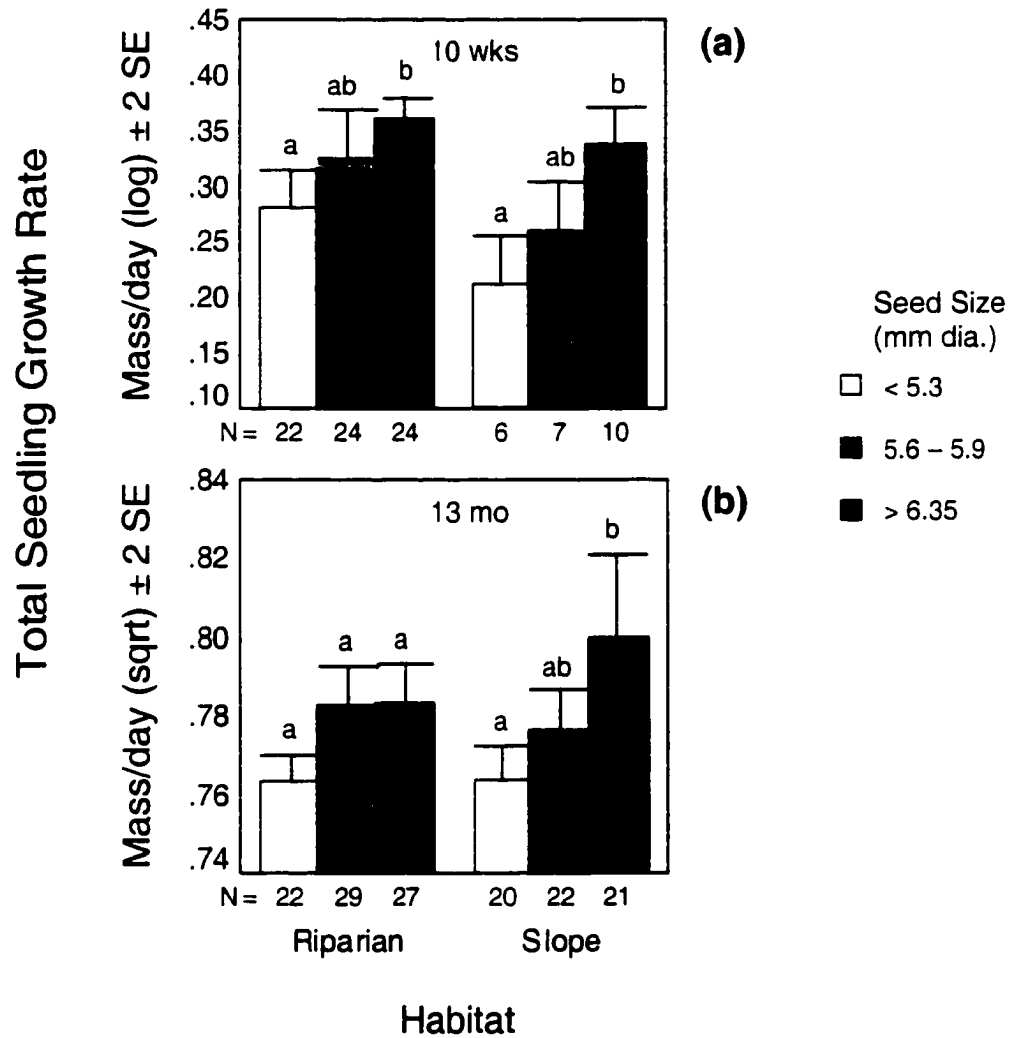 Total Seedling Growth Rate
Mass/day (log) ± 2 SE
.45
.40
.35
.30
.25
.20
.15
.10
10 wks
(a)
a
ab
b
a
ab
b
N = 22 24 24 6 7 10
Mass/day (sqrt) ± 2 SE
.84
.82
.80
.78
.76
.74
13 mo
(b)
a
a
a
a
ab
b
N = 22 29 27 20 22 21
Riparian Slope
Habitat
Seed Size
(mm dia.)
< 5.3
5.6 – 5.9
> 6.35